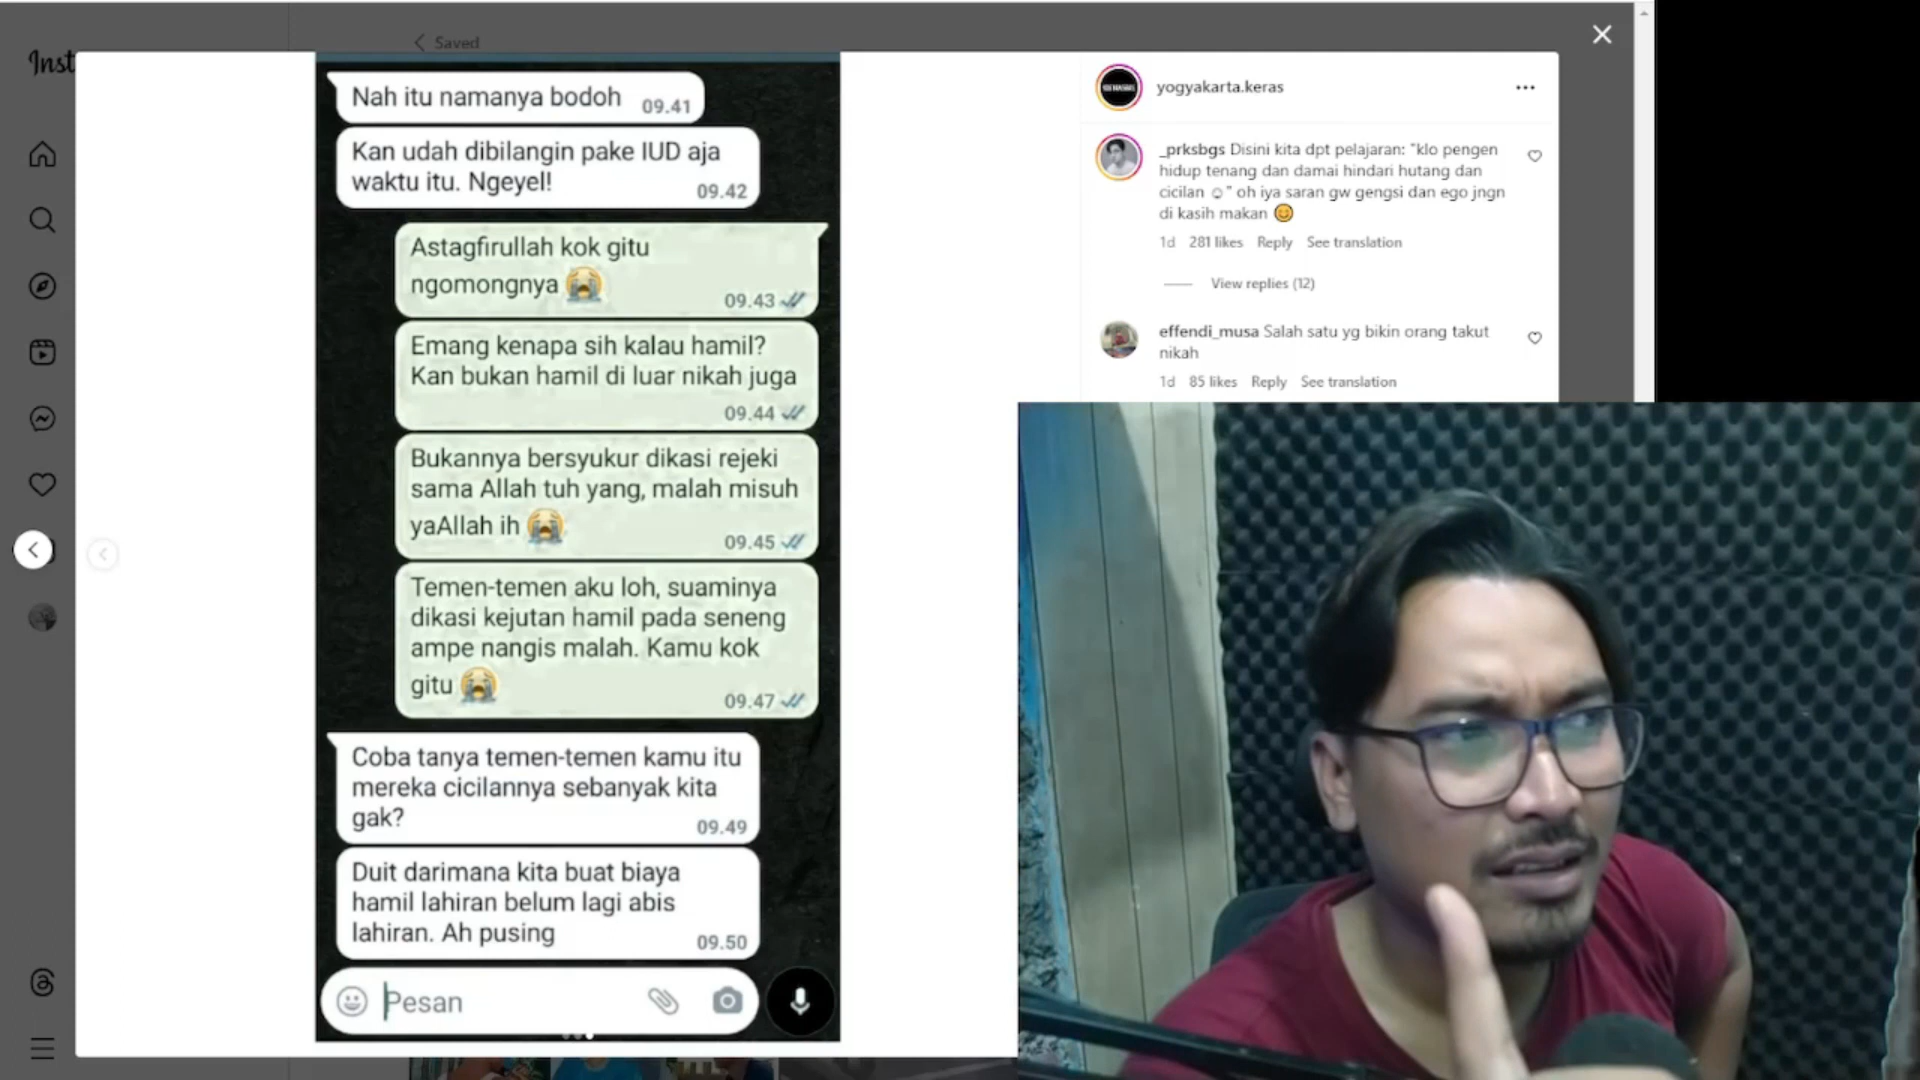 Inst
Saved
Nah itu namanya bodoh 09.41
Kan udah dibilangin pake IUD aja
waktu itu. Ngeyel! 09.42
Astagfirullah kok gitu
ngomongnya 😭 09.43
Emang kenapa sih kalau hamil?
Kan bukan hamil di luar nikah juga
09.44
Bukannya bersyukur dikasi rejeki
sama Allah tuh yang, malah misuh
yaAllah ih 😭 09.45
Temen-temen aku loh, suaminya
dikasi kejutan hamil pada seneng
ampe nangis malah. Kamu kok
gitu 😭 09.47
Coba tanya temen-temen kamu itu
mereka cicilannya sebanyak kita
gak? 09.49
Duit darimana kita buat biaya
hamil lahiran belum lagi abis
lahiran. Ah pusing 09.50
Pesan
yogyakarta.keras
_prksbgs Disini kita dpt pelajaran: "klo pengen
hidup tenang dan damai hindari hutang dan
cicilan ☺" oh iya saran gw gengsi dan ego jngn
di kasih makan 😊
1d 281 likes Reply See translation
View replies (12)
effendi_musa Salah satu yg bikin orang takut
nikah
1d 85 likes Reply See translation